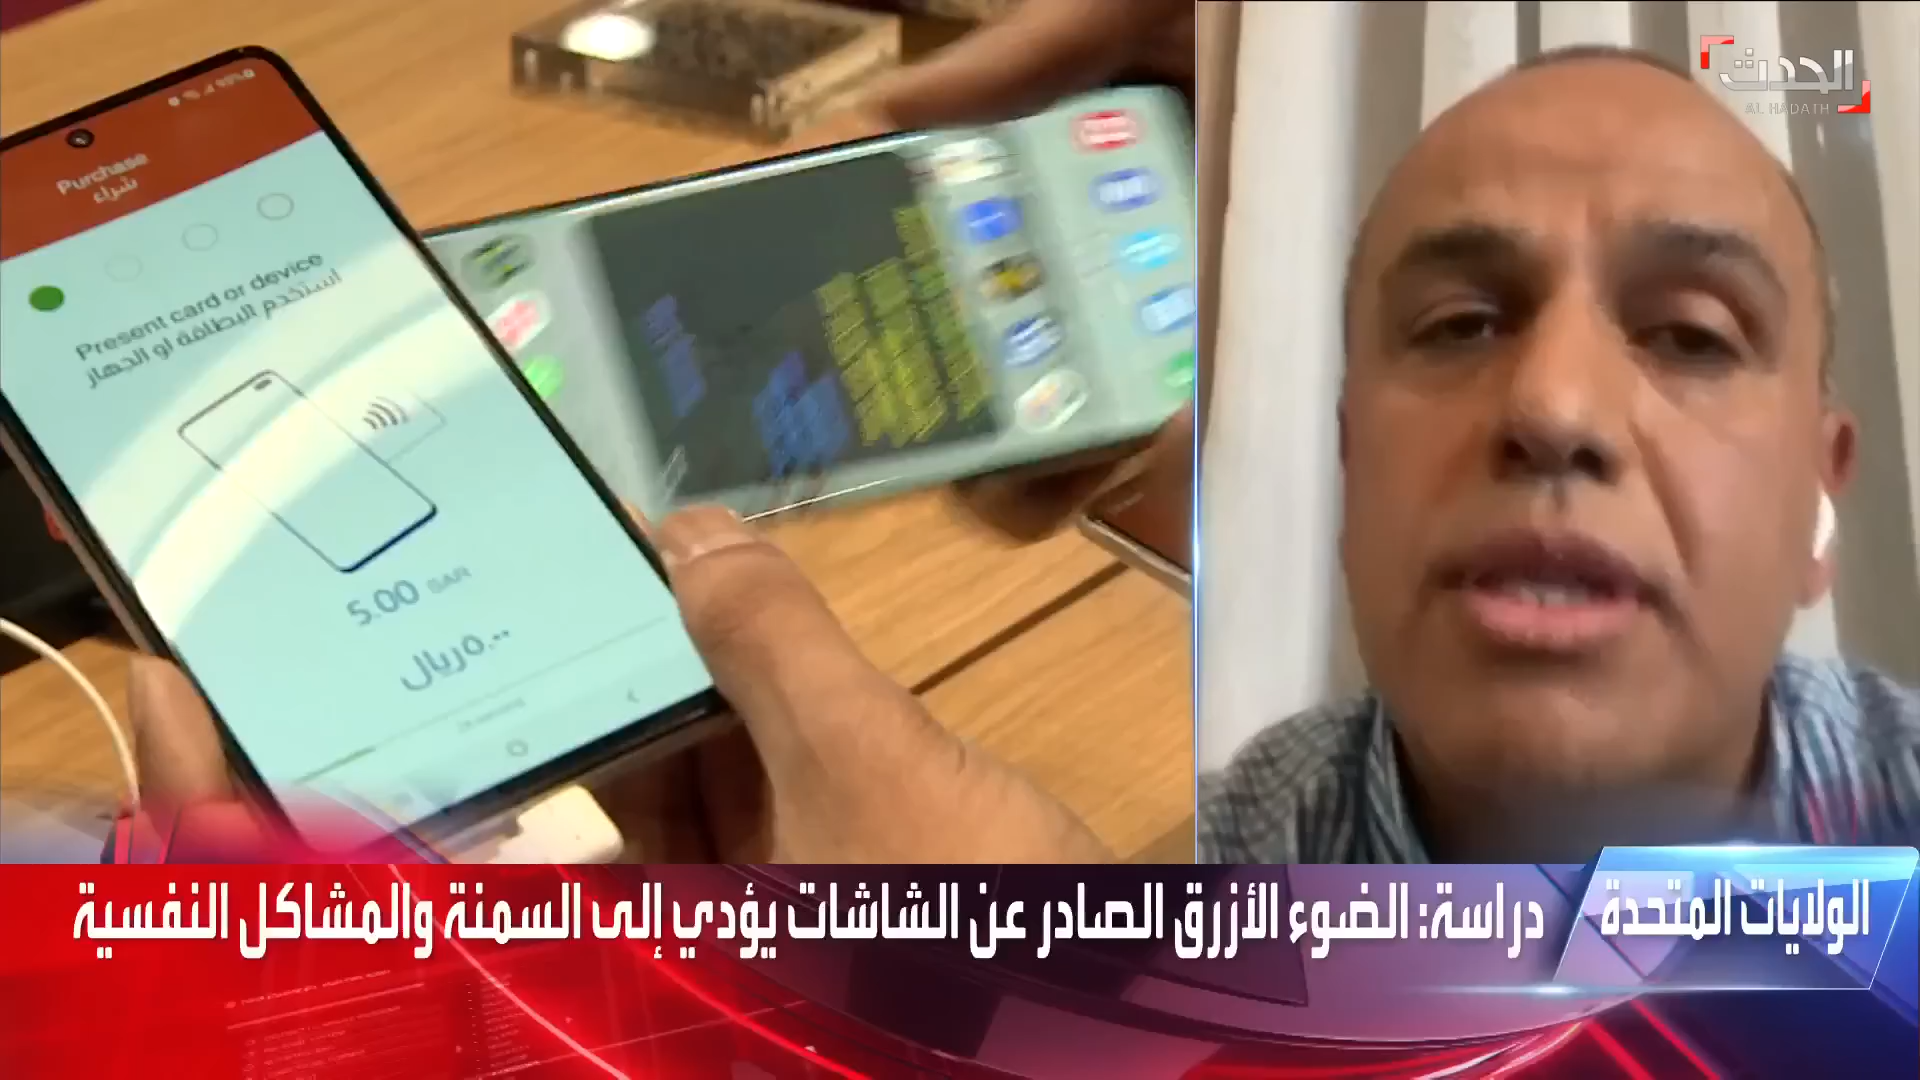 الحدث
AL HADATH
Purchase
شراء
Present card or device
استخدم البطاقة او الجهاز
5.00 SAR
٥.٠٠ ريال
الولايات المتحدة
دراسة: الضوء الأزرق الصادر عن الشاشات يؤدي إلى السمنة والمشاكل النفسية